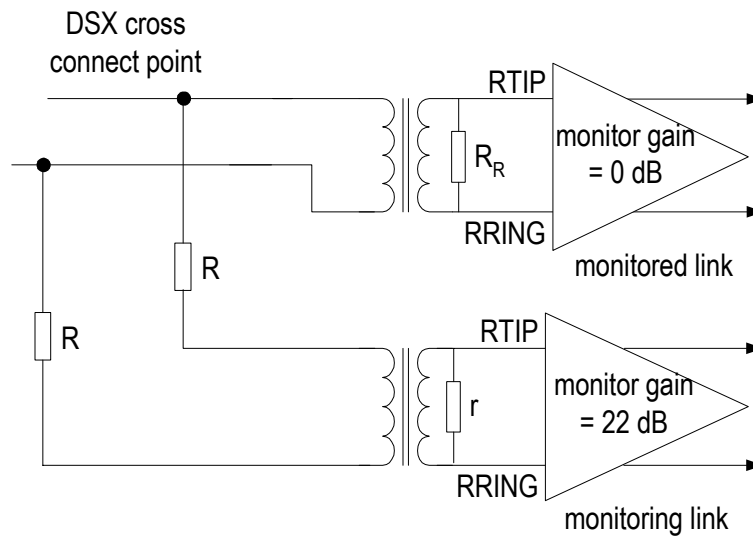 DSX cross
connect point
RTIP
monitor gain
= 0 dB
R_R
RRING
monitored link
R
R
RTIP
monitor gain
= 22 dB
r
RRING
monitoring link